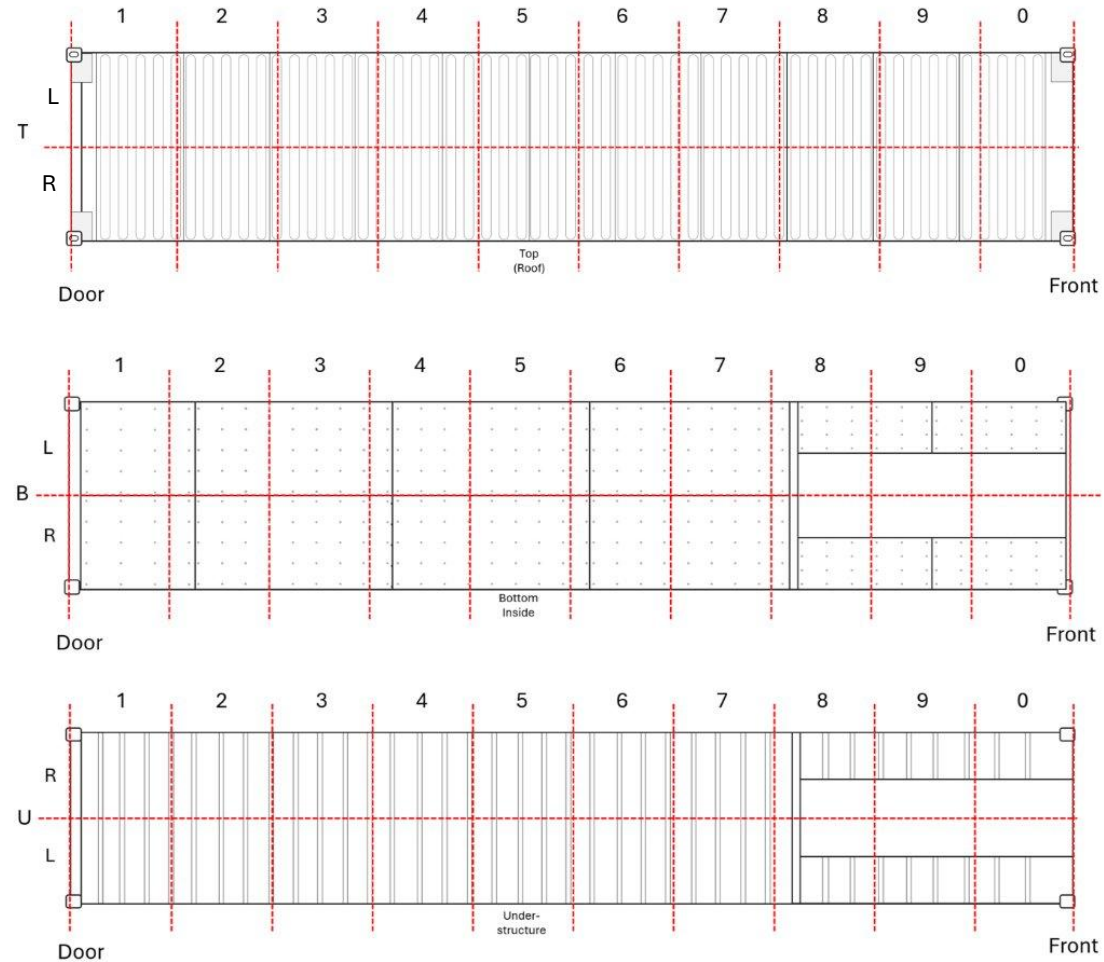 1 2 3 4 5 6 7 8 9 0
L
T
R
Top
(Roof)
Door Front
1 2 3 4 5 6 7 8 9 0
L
B
R
Bottom
Inside
Door Front
1 2 3 4 5 6 7 8 9 0
R
U
L
Under-
structure
Door Front